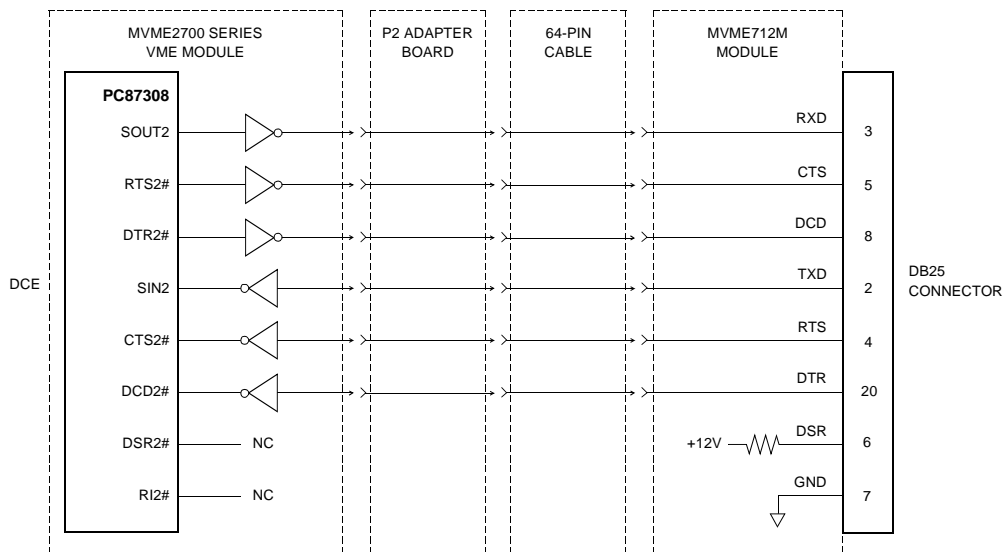 MVME2700 SERIES
VME MODULE
P2 ADAPTER
BOARD
64-PIN
CABLE
MVME712M
MODULE
PC87308
SOUT2
RXD
3
RTS2#
CTS
5
DTR2#
DCD
8
DCE
SIN2
TXD
2
DB25
CONNECTOR
CTS2#
RTS
4
DCD2#
DTR
20
DSR2#
NC
+12V
DSR
6
RI2#
NC
GND
7